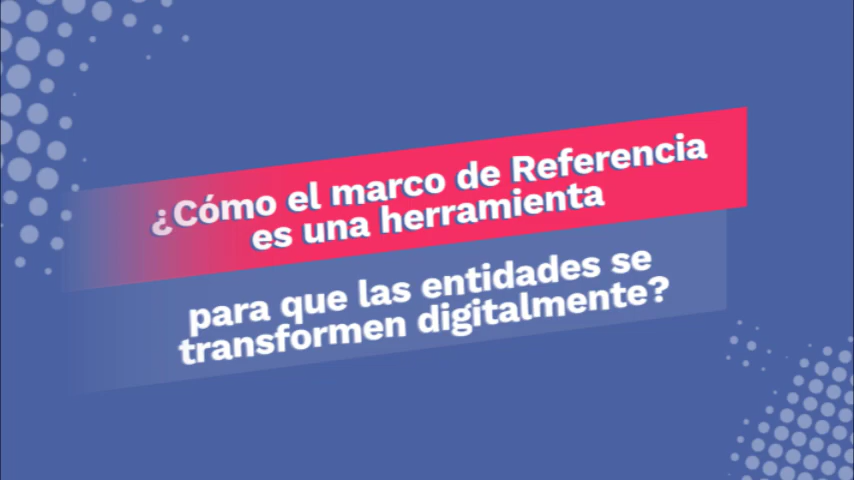 ¿Cómo el marco de Referencia
es una herramienta
para que las entidades se
transformen digitalmente?